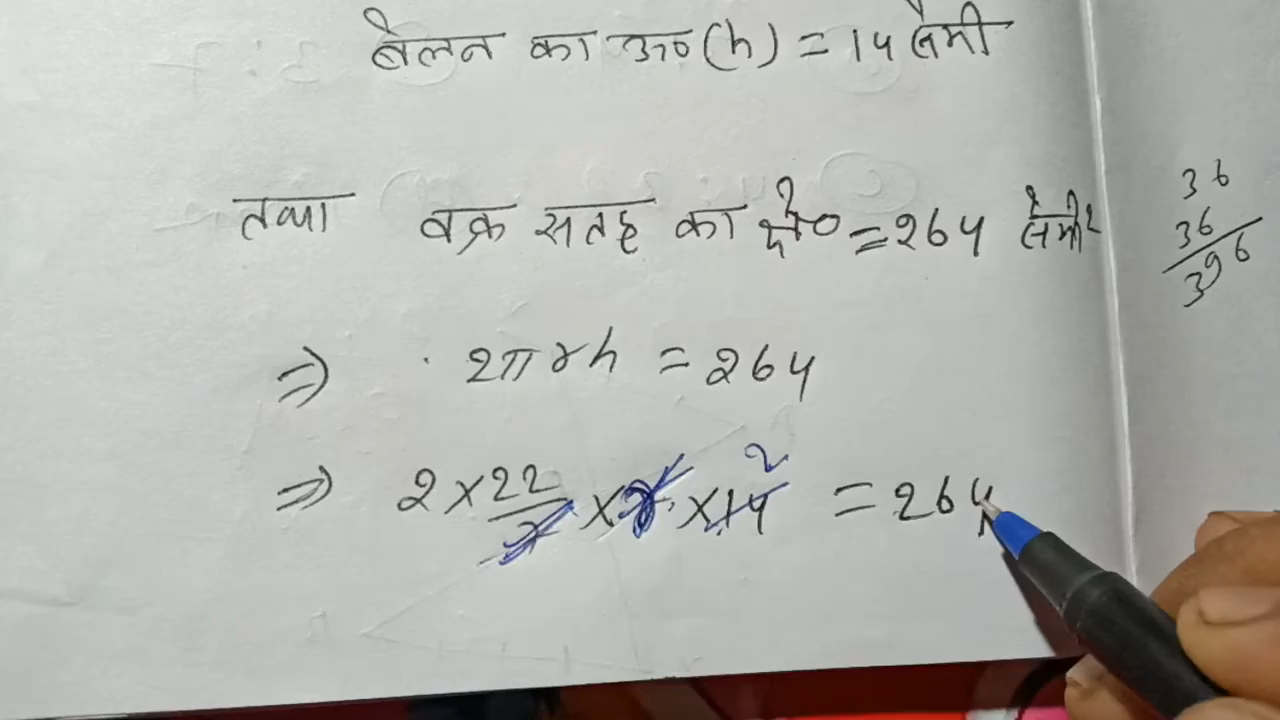 बेलन का ऊ० (h) = 14 सेमी
तथा वक्र सतह का क्षे० = 264 सेमी²
⇒ 2πrh = 264
⇒ 2 × 22/7 × r × 14 2 = 264
36
36
396